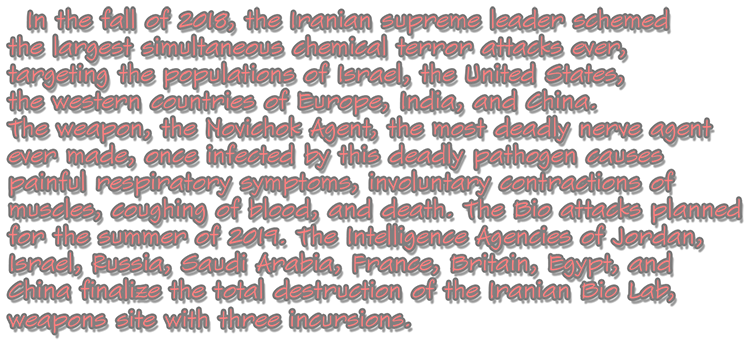 In the fall of 2018, the Iranian supreme leader schemed
the largest simultaneous chemical terror attacks ever,
targeting the populations of Israel, the United States,
the western countries of Europe, India, and China.
The weapon, the Novichok Agent, the most deadly nerve agent
ever made, once infected by this deadly pathogen causes
painful respiratory symptoms, involuntary contractions of
muscles, coughing of blood, and death. The Bio attacks planned
for the summer of 2019. The Intelligence Agencies of Jordan,
Israel, Russia, Saudi Arabia, France, Britain, Egypt, and
China finalize the total destruction of the Iranian Bio Lab,
weapons site with three incursions.